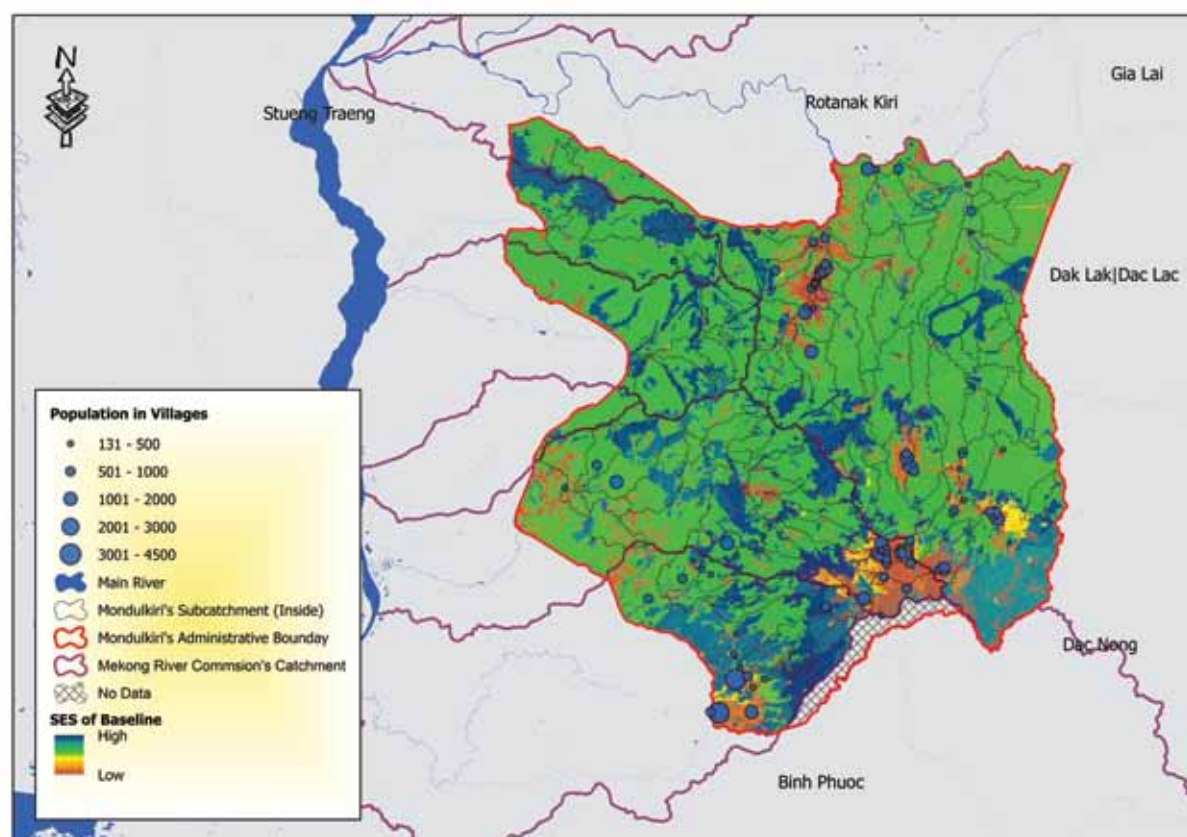 N
Gia Lai
Rotanak Kiri
Stueng Traeng
Dak Lak|Dac Lac
Dac Nong
Binh Phuoc
Population in Villages
131 - 500
501 - 1000
1001 - 2000
2001 - 3000
3001 - 4500
Main River
Mondulkiri's Subcatchment (Inside)
Mondulkiri's Administrative Bounday
Mekong River Commsion's Catchment
No Data
SES of Baseline
High
Low